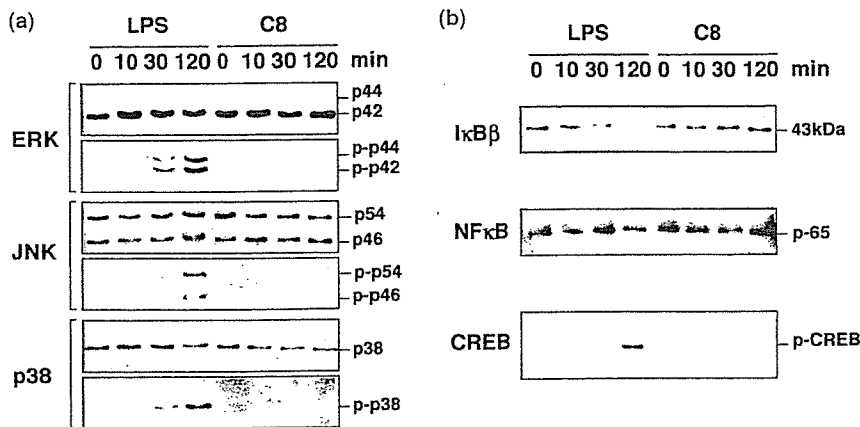 (a)
LPS C8
0 10 30 120 0 10 30 120 min
ERK
p44
p42
p-p44
p-p42
JNK
p54
p46
p-p54
p-p46
p38
p38
p-p38
(b)
LPS C8
0 10 30 120 0 10 30 120 min
IκBβ 43kDa
NFκB p-65
CREB p-CREB